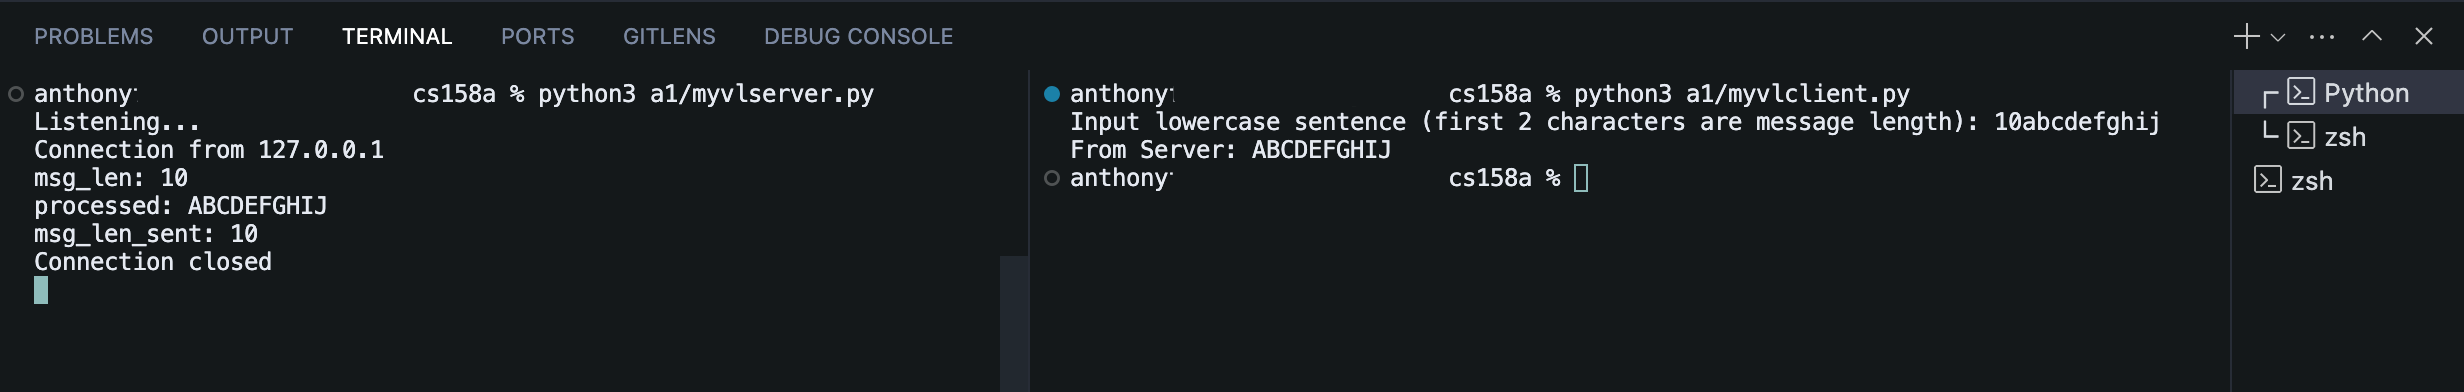 PROBLEMS OUTPUT TERMINAL PORTS GITLENS DEBUG CONSOLE
anthony cs158a % python3 a1/myvlserver.py
Listening...
Connection from 127.0.0.1
msg_len: 10
processed: ABCDEFGHIJ
msg_len_sent: 10
Connection closed
anthony cs158a % python3 a1/myvlclient.py
Input lowercase sentence (first 2 characters are message length): 10abcdefghij
From Server: ABCDEFGHIJ
anthony cs158a %
Python
zsh
zsh